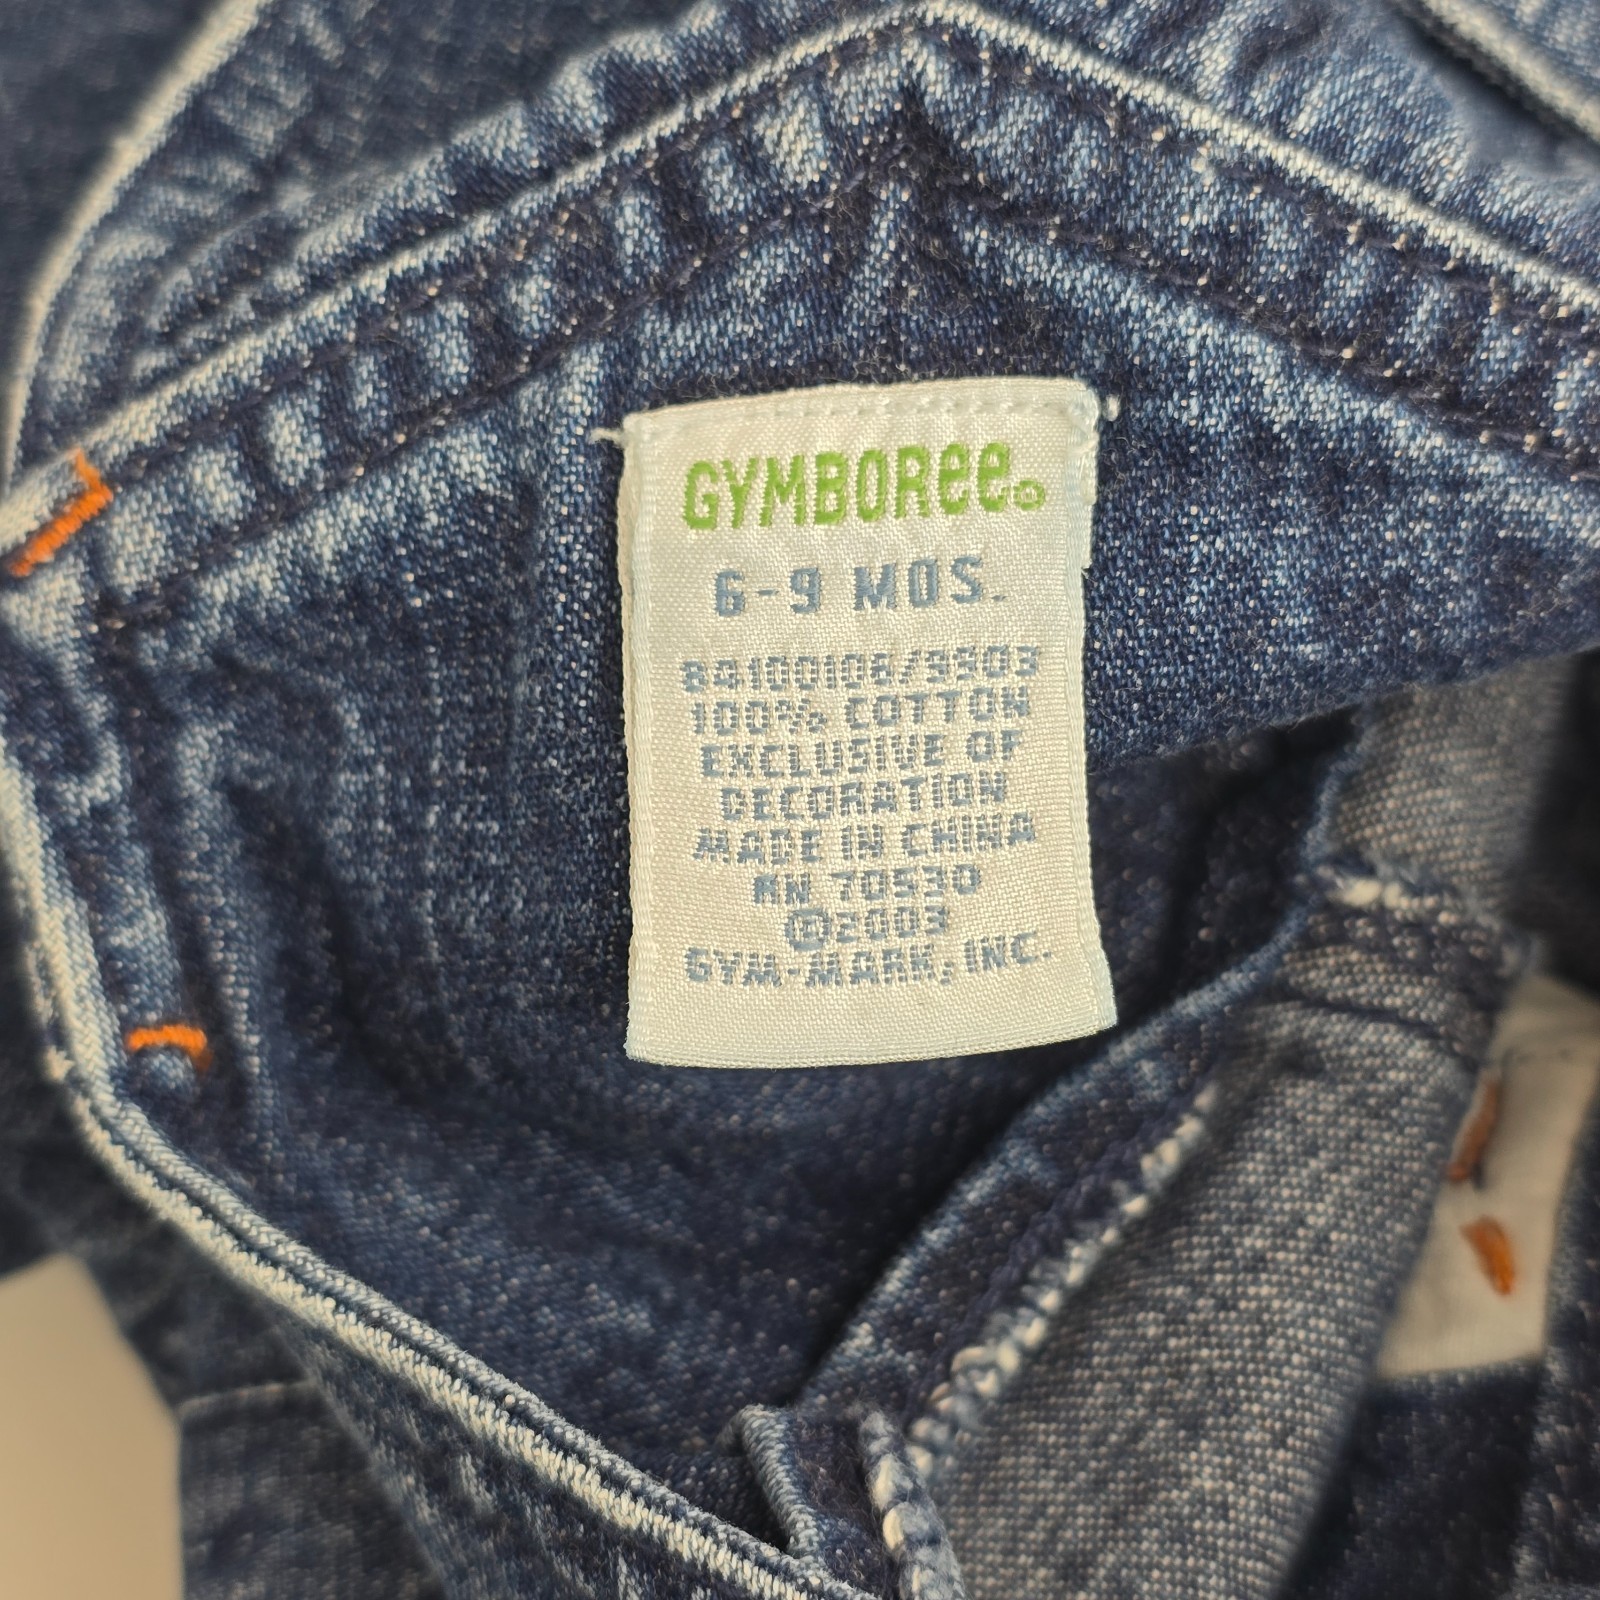 GYMBORee®
6-9 MOS.
84100106/9903
100% COTTON
EXCLUSIVE OF
DECORATION
MADE IN CHINA
RN 70530
©2003
GYM-MARK, INC.